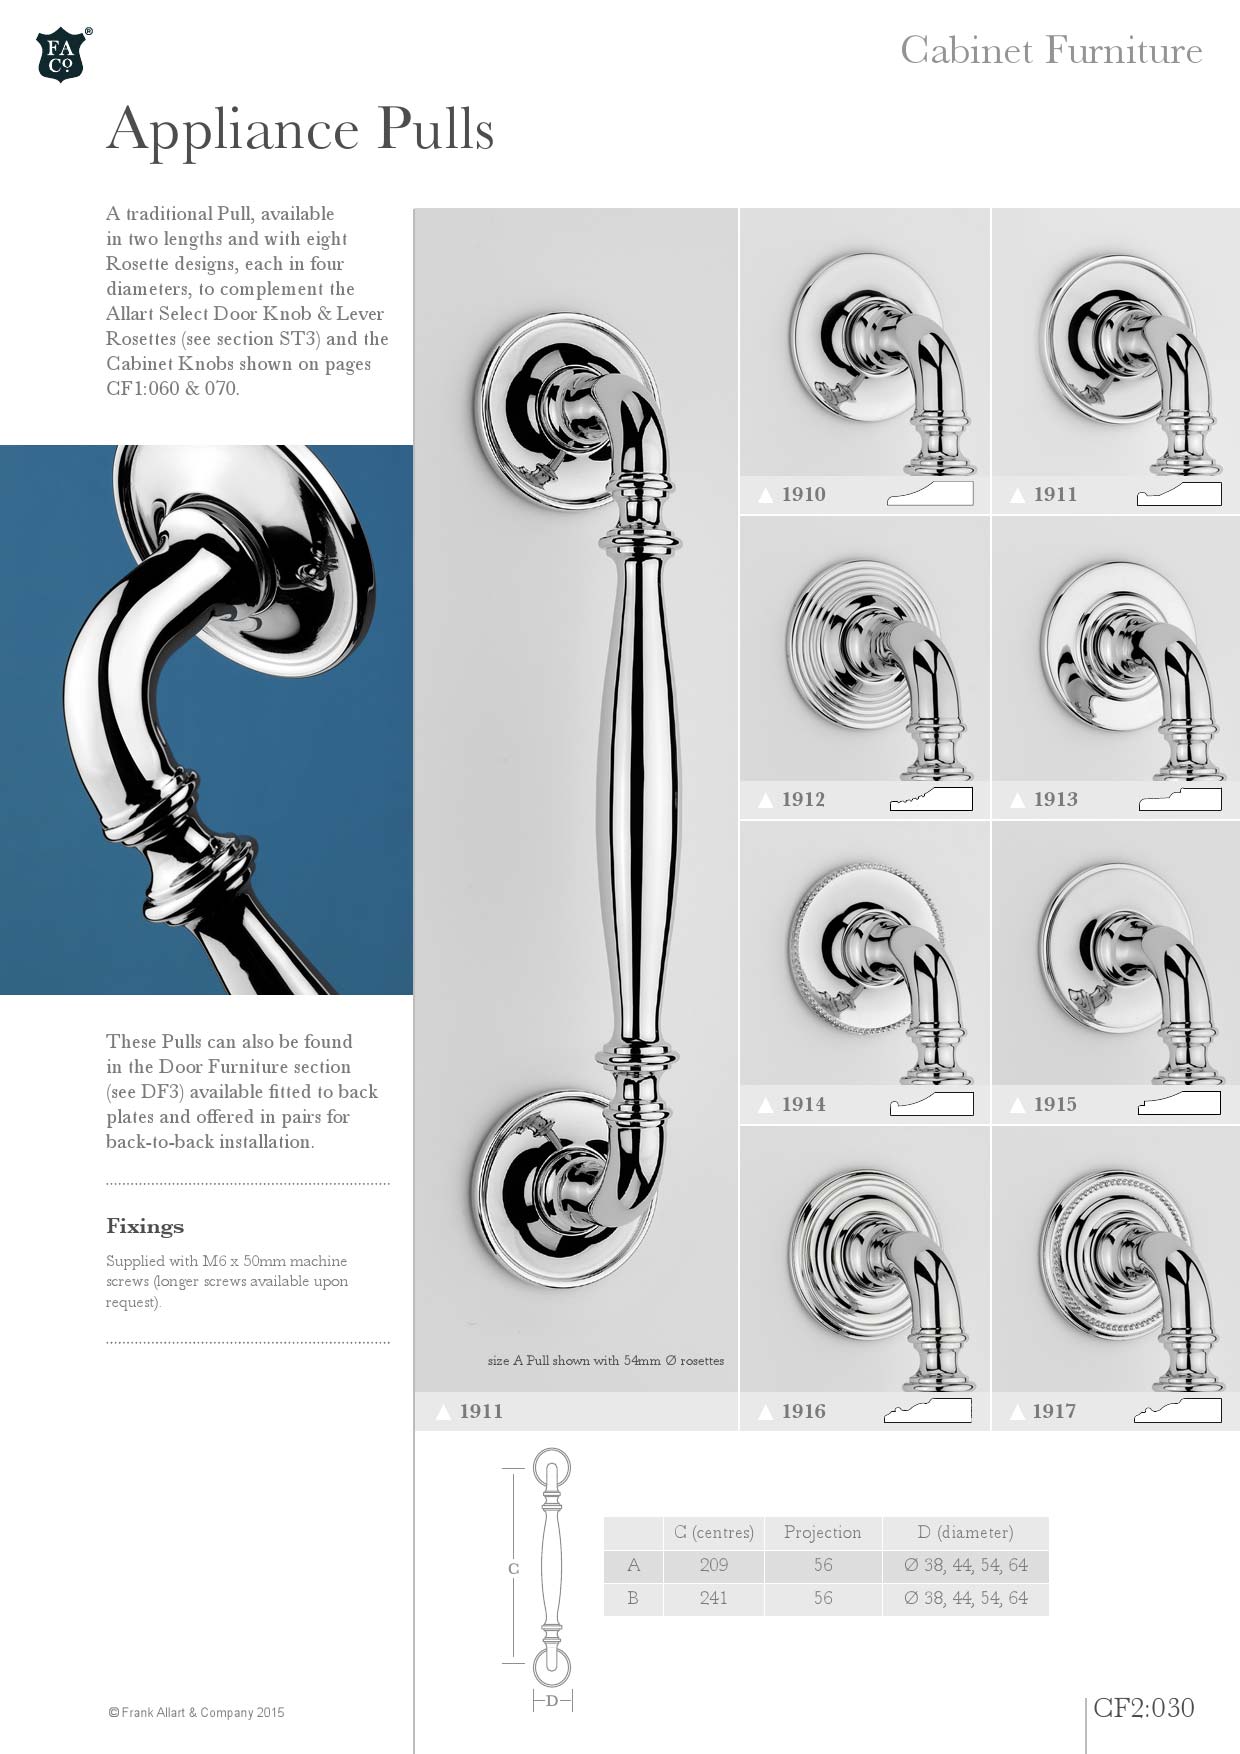 FA
Co.
®
Cabinet Furniture
Appliance Pulls
A traditional Pull, available
in two lengths and with eight
Rosette designs, each in four
diameters, to complement the
Allart Select Door Knob & Lever
Rosettes (see section ST3) and the
Cabinet Knobs shown on pages
CF1:060 & 070.
These Pulls can also be found
in the Door Furniture section
(see DF3) available fitted to back
plates and offered in pairs for
back-to-back installation.
Fixings
Supplied with M6 x 50mm machine
screws (longer screws available upon
request).
size A Pull shown with 54mm Ø rosettes
1911
1910
1911
1912
1913
1914
1915
1916
1917
C
D
C (centres) Projection D (diameter)
A 209 56 Ø 38, 44, 54, 64
B 241 56 Ø 38, 44, 54, 64
© Frank Allart & Company 2015
CF2:030